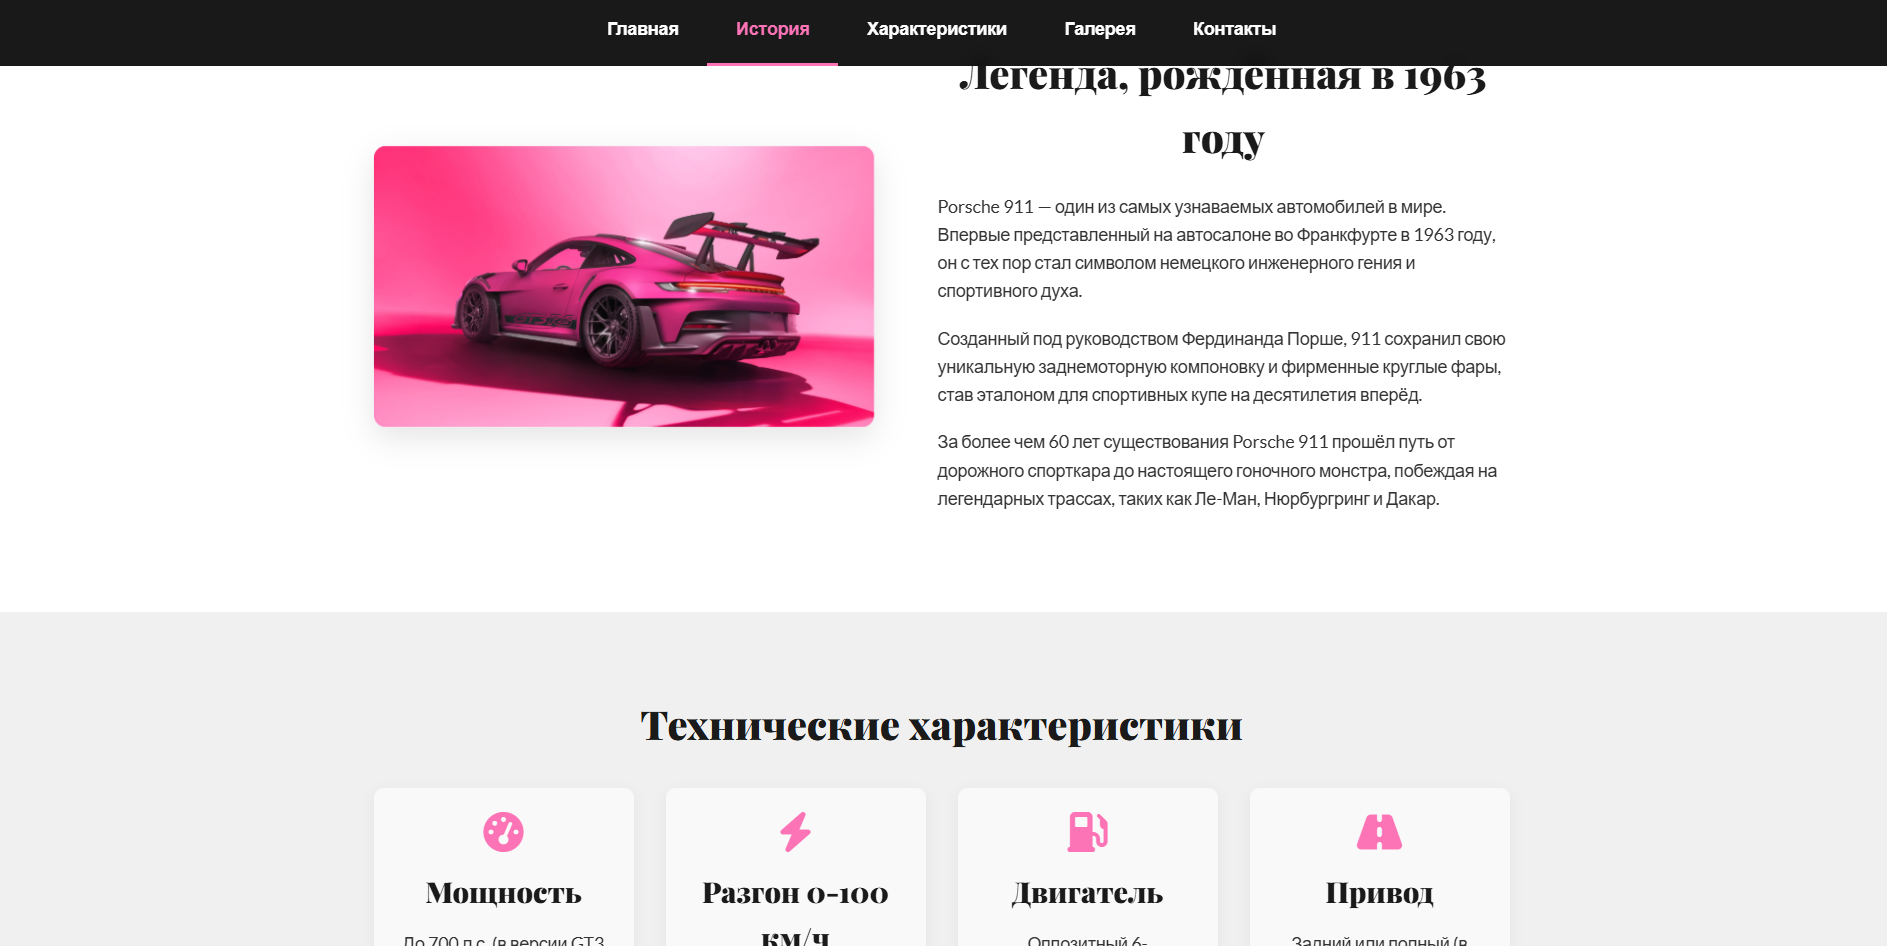 Главная История Характеристики Галерея Контакты
Легенда, рождённая в 1963
году
Porsche 911 — один из самых узнаваемых автомобилей в мире.
Впервые представленный на автосалоне во Франкфурте в 1963 году,
он с тех пор стал символом немецкого инженерного гения и
спортивного духа.
Созданный под руководством Фердинанда Порше, 911 сохранил свою
уникальную заднемоторную компоновку и фирменные круглые фары,
став эталоном для спортивных купе на десятилетия вперёд.
За более чем 60 лет существования Porsche 911 прошёл путь от
дорожного спорткара до настоящего гоночного монстра, побеждая на
легендарных трассах, таких как Ле-Ман, Нюрбургринг и Дакар.
Технические характеристики
Мощность
До 700 л.с. (в версии GT3
Разгон 0-100
км/ч
Двигатель
Оппозитный 6-
Привод
Задний или полный (в